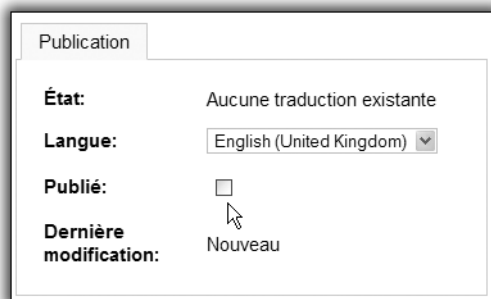 Publication
État: Aucune traduction existante
Langue: English (United Kingdom)
Publié:
Dernière
modification: Nouveau